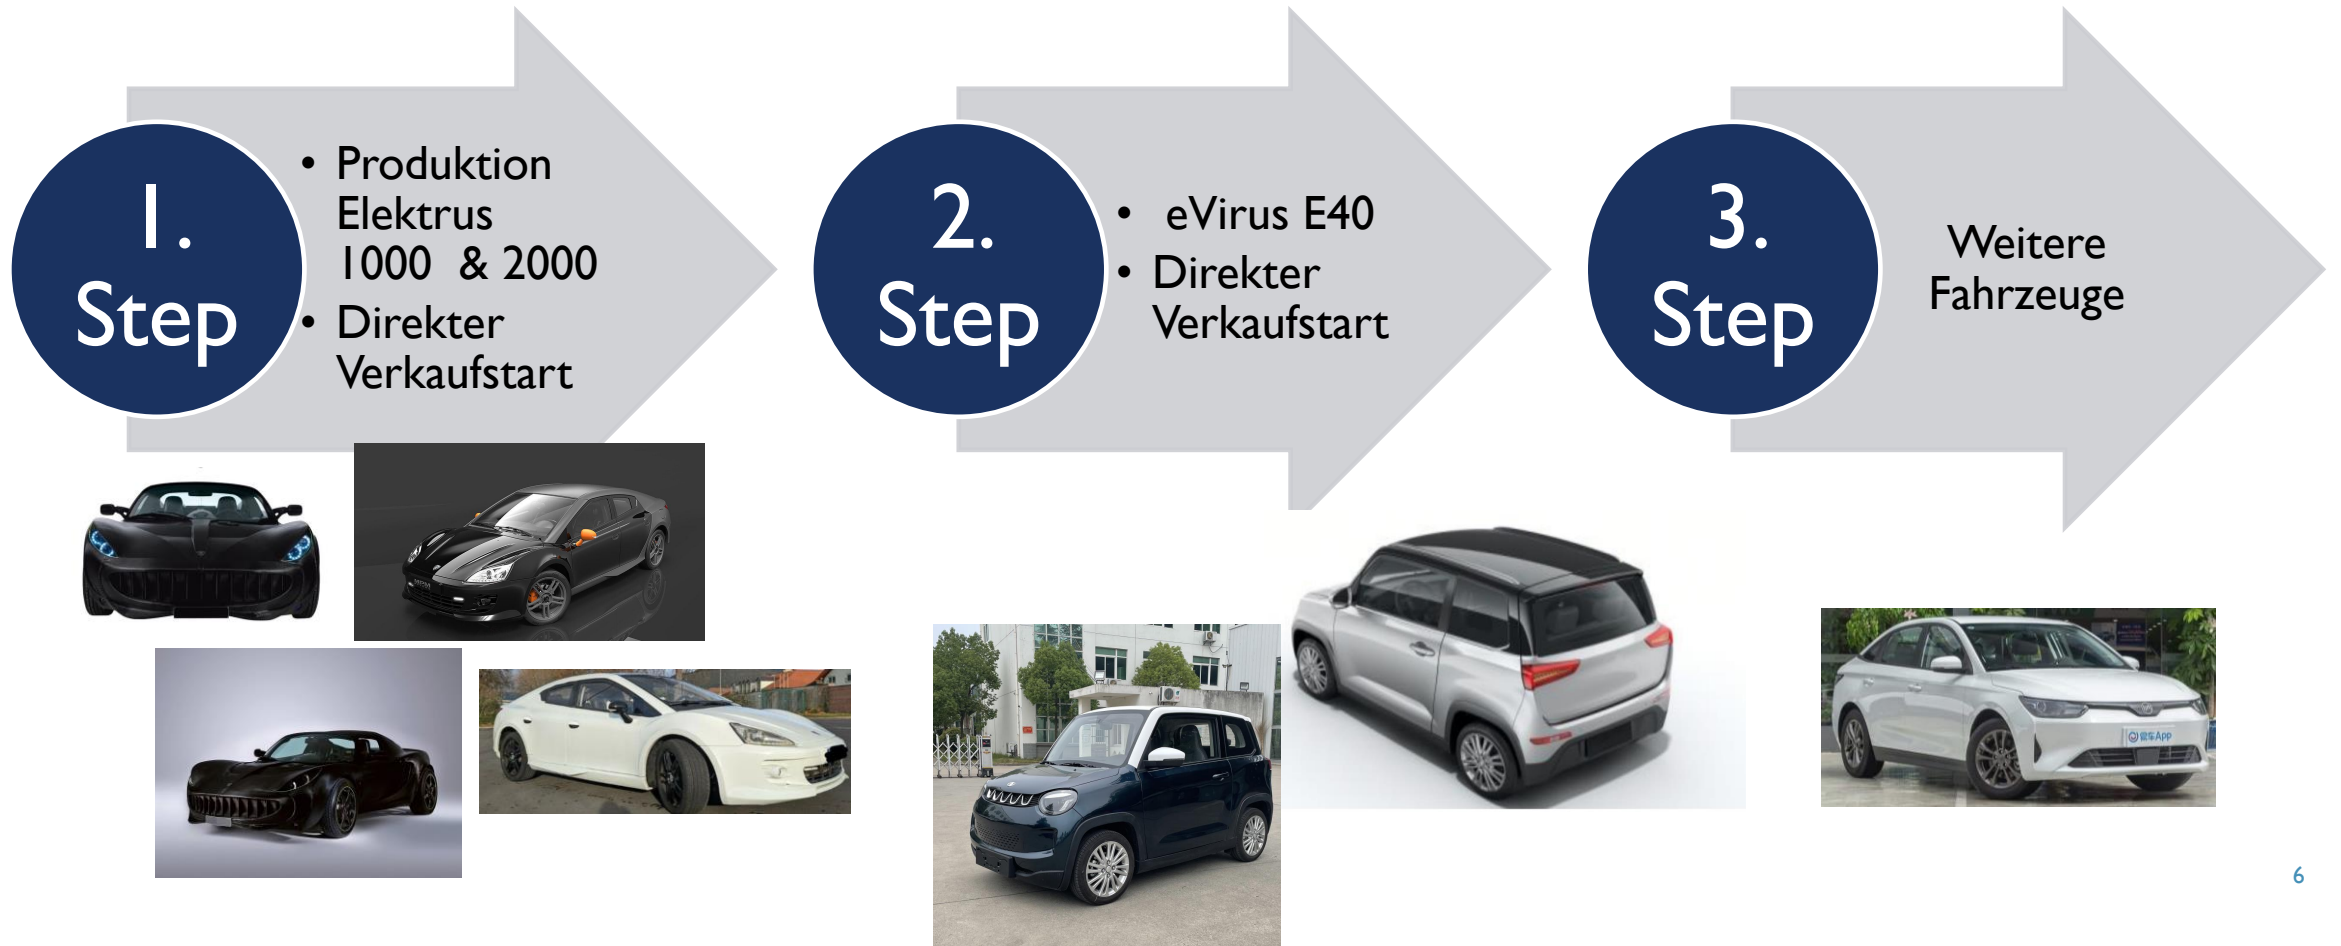 1.
Step
• Produktion
Elektrus
1000 & 2000
• Direkter
Verkaufstart
2.
Step
• eVirus E40
• Direkter
Verkaufstart
3.
Step
Weitere
Fahrzeuge
App
6